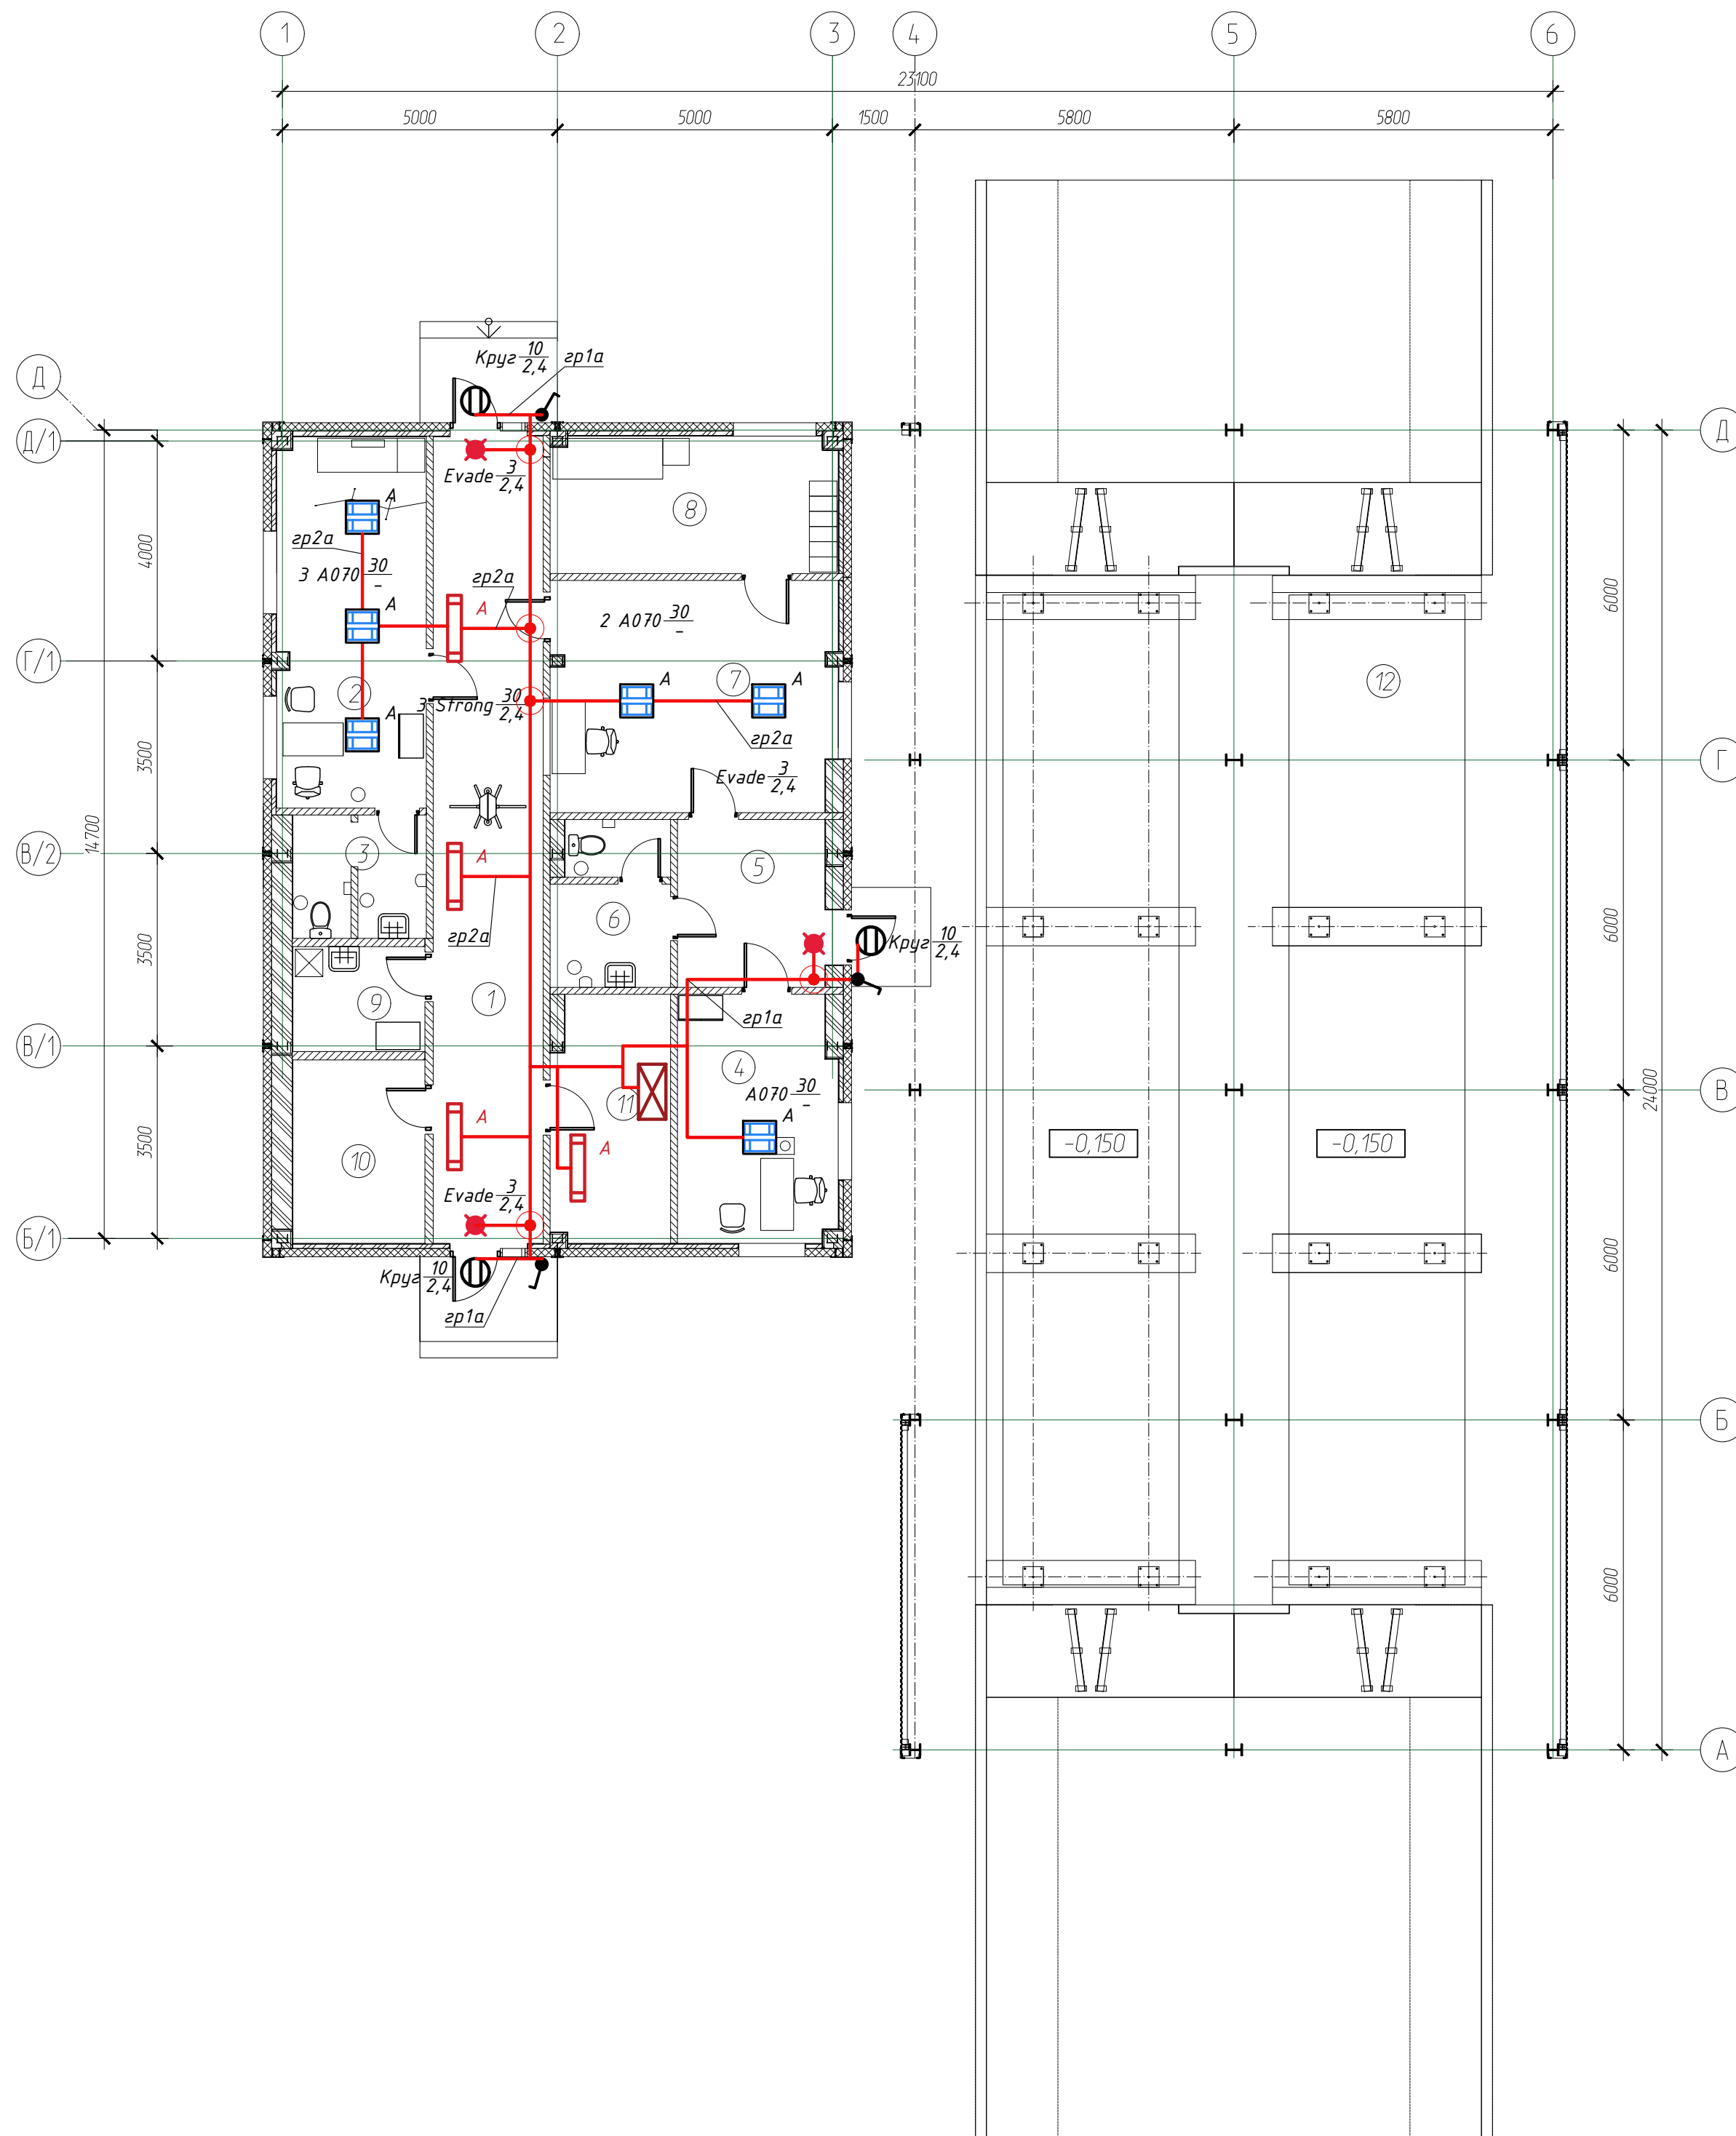 1
2
3
4
5
6
23100
5000
5000
1500
5800
5800
Круг 10
2,4
гр1а
Д
Д/1
Д
Evade 3
2,4
А
8
гр2а
4000
6000
3 А070 30
-
гр2а
А
А
2 А070 30
-
Г/1
7
А
А
12
2
3 Strong 30
2,4
А
гр2а
3500
Г
Evade 3
2,4
14700
В/2
3
А
5
6
гр2а
Круг 10
2,4
3500
6000
9
1
гр1а
В/1
4
А070 30
-
В
24000
11
А
А
3500
10
А
-0,150
-0,150
Evade 3
2,4
Б/1
6000
Круг 10
2,4
гр1а
Б
6000
А